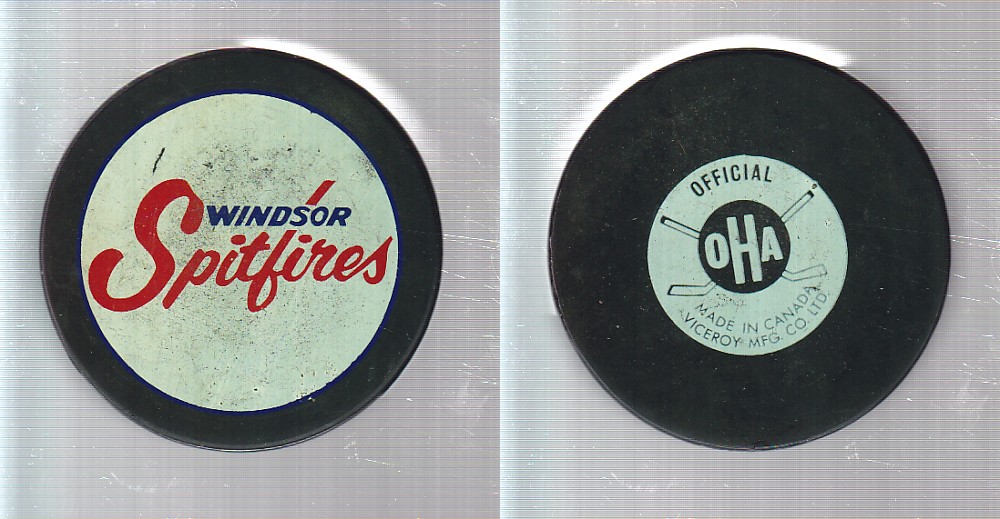 WINDSOR
Spitfires
OFFICIAL
OHA
MADE IN CANADA
VICEROY MFG. CO. LTD.